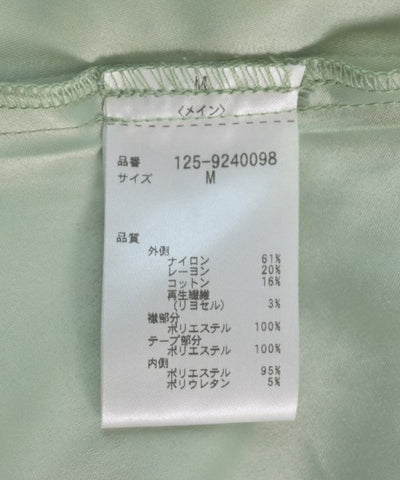 M
〈メイン〉
品番 125-9240098
サイズ M
品質
外側
ナイロン 61%
レーヨン 20%
コットン 16%
再生繊維
(リヨセル) 3%
襟部分
ポリエステル 100%
テープ部分
ポリエステル 100%
内側
ポリエステル 95%
ポリウレタン 5%